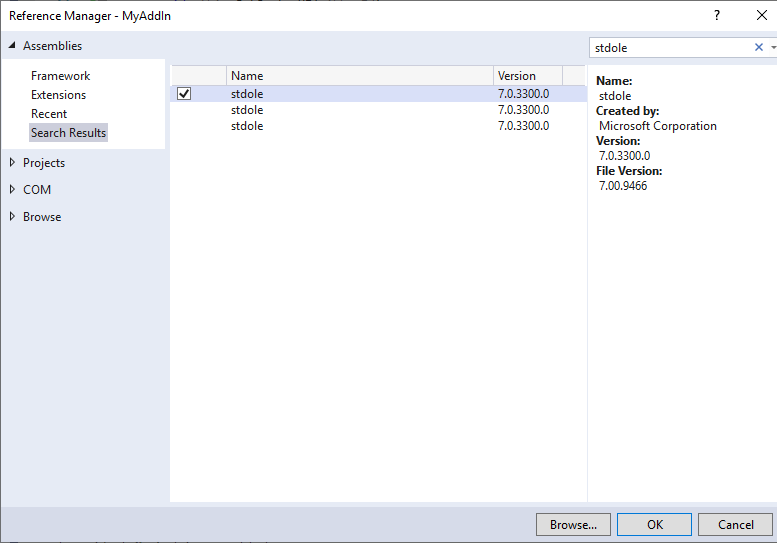 Reference Manager - MyAddIn
? ✕
Assemblies
stdole ✕
Framework
Extensions
Recent
Search Results
Projects
COM
Browse
Name Version
stdole 7.0.3300.0
stdole 7.0.3300.0
stdole 7.0.3300.0
Name:
stdole
Created by:
Microsoft Corporation
Version:
7.0.3300.0
File Version:
7.00.9466
Browse... OK Cancel